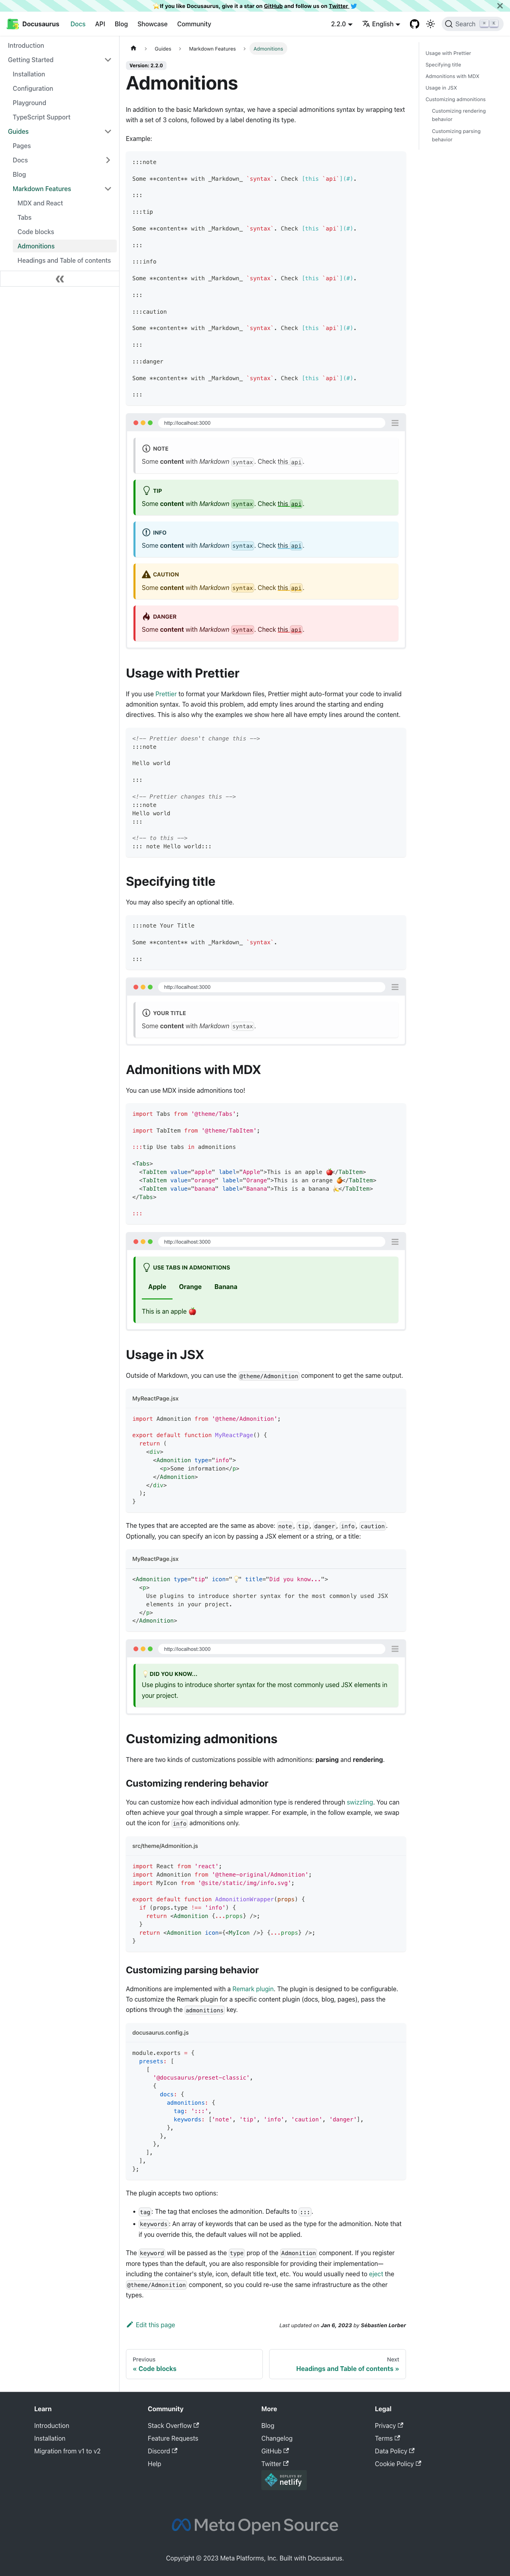 ⭐️ If you like Docusaurus, give it a star on GitHub and follow us on Twitter
Docusaurus Docs API Blog Showcase Community 2.2.0 English Search
Introduction
Getting Started
Installation
Configuration
Playground
TypeScript Support
Guides
Pages
Docs
Blog
Markdown Features
MDX and React
Tabs
Code blocks
Admonitions
Headings and Table of contents
Guides Markdown Features Admonitions
Version: 2.2.0
Admonitions
In addition to the basic Markdown syntax, we have a special admonitions syntax by wrapping text
with a set of 3 colons, followed by a label denoting its type.
Example:
:::note
Some **content** with _Markdown_ `syntax`. Check [this `api`](#).
:::
:::tip
Some **content** with _Markdown_ `syntax`. Check [this `api`](#).
:::
:::info
Some **content** with _Markdown_ `syntax`. Check [this `api`](#).
:::
:::caution
Some **content** with _Markdown_ `syntax`. Check [this `api`](#).
:::
:::danger
Some **content** with _Markdown_ `syntax`. Check [this `api`](#).
:::
http://localhost:3000
NOTE
Some content with Markdown syntax. Check this api.
TIP
Some content with Markdown syntax. Check this api.
INFO
Some content with Markdown syntax. Check this api.
CAUTION
Some content with Markdown syntax. Check this api.
DANGER
Some content with Markdown syntax. Check this api.
Usage with Prettier
If you use Prettier to format your Markdown files, Prettier might auto-format your code to invalid
admonition syntax. To avoid this problem, add empty lines around the starting and ending
directives. This is also why the examples we show here all have empty lines around the content.
<!-- Prettier doesn't change this -->
:::note
Hello world
:::
<!-- Prettier changes this -->
:::note
Hello world
:::
<!-- to this -->
::: note Hello world:::
Specifying title
You may also specify an optional title.
:::note Your Title
Some **content** with _Markdown_ `syntax`.
:::
http://localhost:3000
YOUR TITLE
Some content with Markdown syntax.
Admonitions with MDX
You can use MDX inside admonitions too!
import Tabs from '@theme/Tabs';
import TabItem from '@theme/TabItem';
:::tip Use tabs in admonitions
<Tabs>
<TabItem value="apple" label="Apple">This is an apple 🍎</TabItem>
<TabItem value="orange" label="Orange">This is an orange 🍊</TabItem>
<TabItem value="banana" label="Banana">This is a banana 🍌</TabItem>
</Tabs>
:::
http://localhost:3000
USE TABS IN ADMONITIONS
Apple Orange Banana
This is an apple 🍎
Usage in JSX
Outside of Markdown, you can use the @theme/Admonition component to get the same output.
MyReactPage.jsx
import Admonition from '@theme/Admonition';
export default function MyReactPage() {
return (
<div>
<Admonition type="info">
<p>Some information</p>
</Admonition>
</div>
);
}
The types that are accepted are the same as above: note, tip, danger, info, caution.
Optionally, you can specify an icon by passing a JSX element or a string, or a title:
MyReactPage.jsx
<Admonition type="tip" icon="💡" title="Did you know...">
<p>
Use plugins to introduce shorter syntax for the most commonly used JSX
elements in your project.
</p>
</Admonition>
http://localhost:3000
💡 DID YOU KNOW...
Use plugins to introduce shorter syntax for the most commonly used JSX elements in
your project.
Customizing admonitions
There are two kinds of customizations possible with admonitions: parsing and rendering.
Customizing rendering behavior
You can customize how each individual admonition type is rendered through swizzling. You can
often achieve your goal through a simple wrapper. For example, in the follow example, we swap
out the icon for info admonitions only.
src/theme/Admonition.js
import React from 'react';
import Admonition from '@theme-original/Admonition';
import MyIcon from '@site/static/img/info.svg';
export default function AdmonitionWrapper(props) {
if (props.type !== 'info') {
return <Admonition {...props} />;
}
return <Admonition icon={<MyIcon />} {...props} />;
}
Customizing parsing behavior
Admonitions are implemented with a Remark plugin. The plugin is designed to be configurable.
To customize the Remark plugin for a specific content plugin (docs, blog, pages), pass the
options through the admonitions key.
docusaurus.config.js
module.exports = {
presets: [
[
'@docusaurus/preset-classic',
{
docs: {
admonitions: {
tag: ':::',
keywords: ['note', 'tip', 'info', 'caution', 'danger'],
},
},
},
],
],
};
The plugin accepts two options:
• tag: The tag that encloses the admonition. Defaults to :::.
• keywords: An array of keywords that can be used as the type for the admonition. Note that
if you override this, the default values will not be applied.
The keyword will be passed as the type prop of the Admonition component. If you register
more types than the default, you are also responsible for providing their implementation—
including the container's style, icon, default title text, etc. You would usually need to eject the
@theme/Admonition component, so you could re-use the same infrastructure as the other
types.
Edit this page
Last updated on Jan 6, 2023 by Sébastien Lorber
Previous
« Code blocks
Next
Headings and Table of contents »
Usage with Prettier
Specifying title
Admonitions with MDX
Usage in JSX
Customizing admonitions
Customizing rendering
behavior
Customizing parsing
behavior
Learn
Introduction
Installation
Migration from v1 to v2
Community
Stack Overflow
Feature Requests
Discord
Help
More
Blog
Changelog
GitHub
Twitter
DEPLOYS BY
netlify
Legal
Privacy
Terms
Data Policy
Cookie Policy
Meta Open Source
Copyright © 2023 Meta Platforms, Inc. Built with Docusaurus.